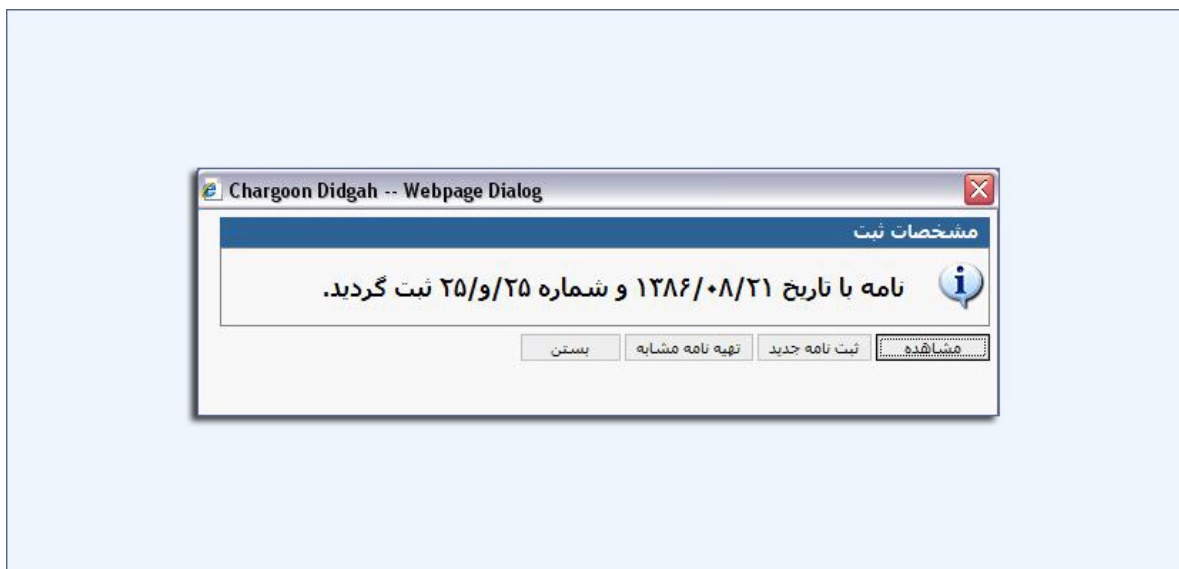 Chargoon Didgah -- Webpage Dialog
مشخصات ثبت
نامه با تاریخ ۱۳۸۶/۰۸/۲۱ و شماره ۲۵/و/۲۵ ثبت گردید.
مشاهده ثبت نامه جدید تهیه نامه مشابه بستن